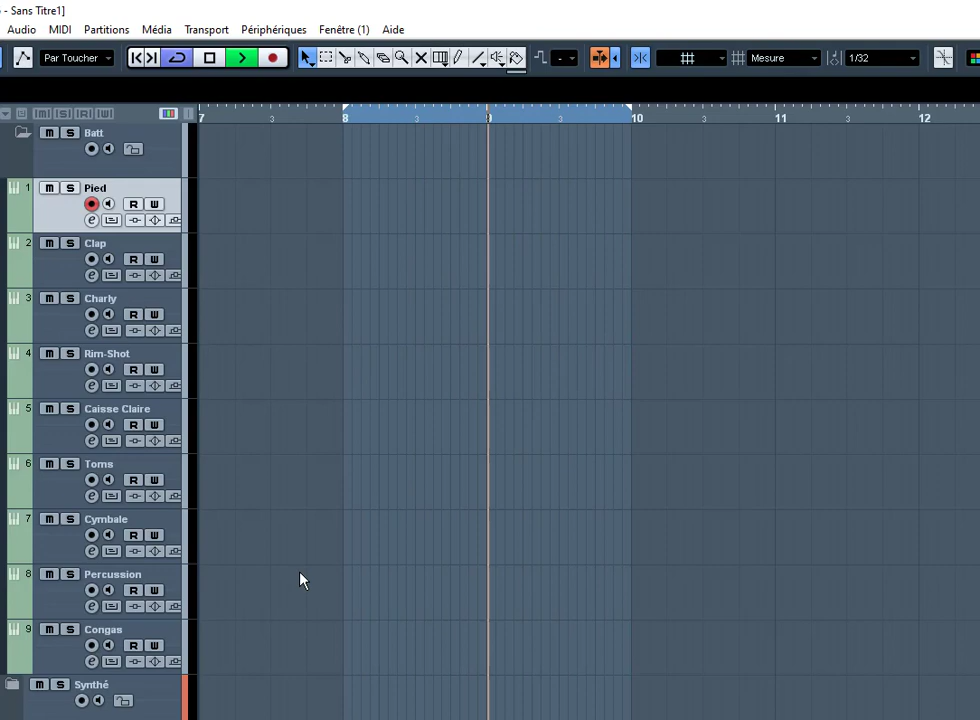 - Sans Titre1]
Audio MIDI Partitions Média Transport Périphériques Fenêtre (1) Aide
Par Toucher - Mesure 1/32
[M] [S] [R] [W]
7 3 8 3 9 3 10 3 11 3 12
m S Batt
1 m S Pied
R W
e
2 m S Clap
R W
e
3 m S Charly
R W
e
4 m S Rim-Shot
R W
e
5 m S Caisse Claire
R W
e
6 m S Toms
R W
e
7 m S Cymbale
R W
e
8 m S Percussion
R W
e
9 m S Congas
R W
e
m S Synthé